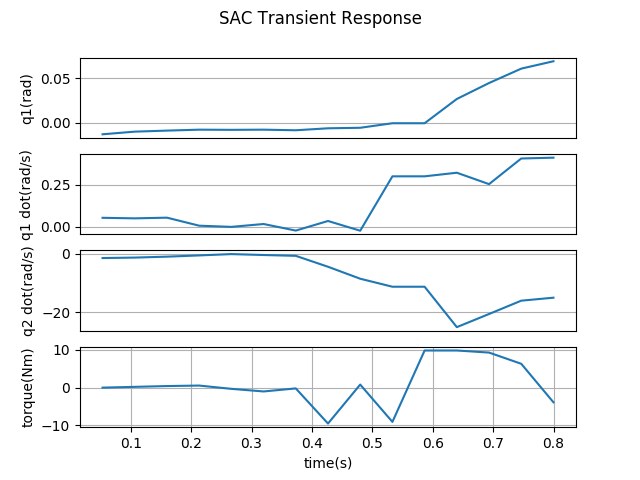 SAC Transient Response
q1(rad)
0.05
0.00
q1 dot(rad/s)
0.25
0.00
q2 dot(rad/s)
0
−20
torque(Nm)
10
0
−10
0.1 0.2 0.3 0.4 0.5 0.6 0.7 0.8
time(s)